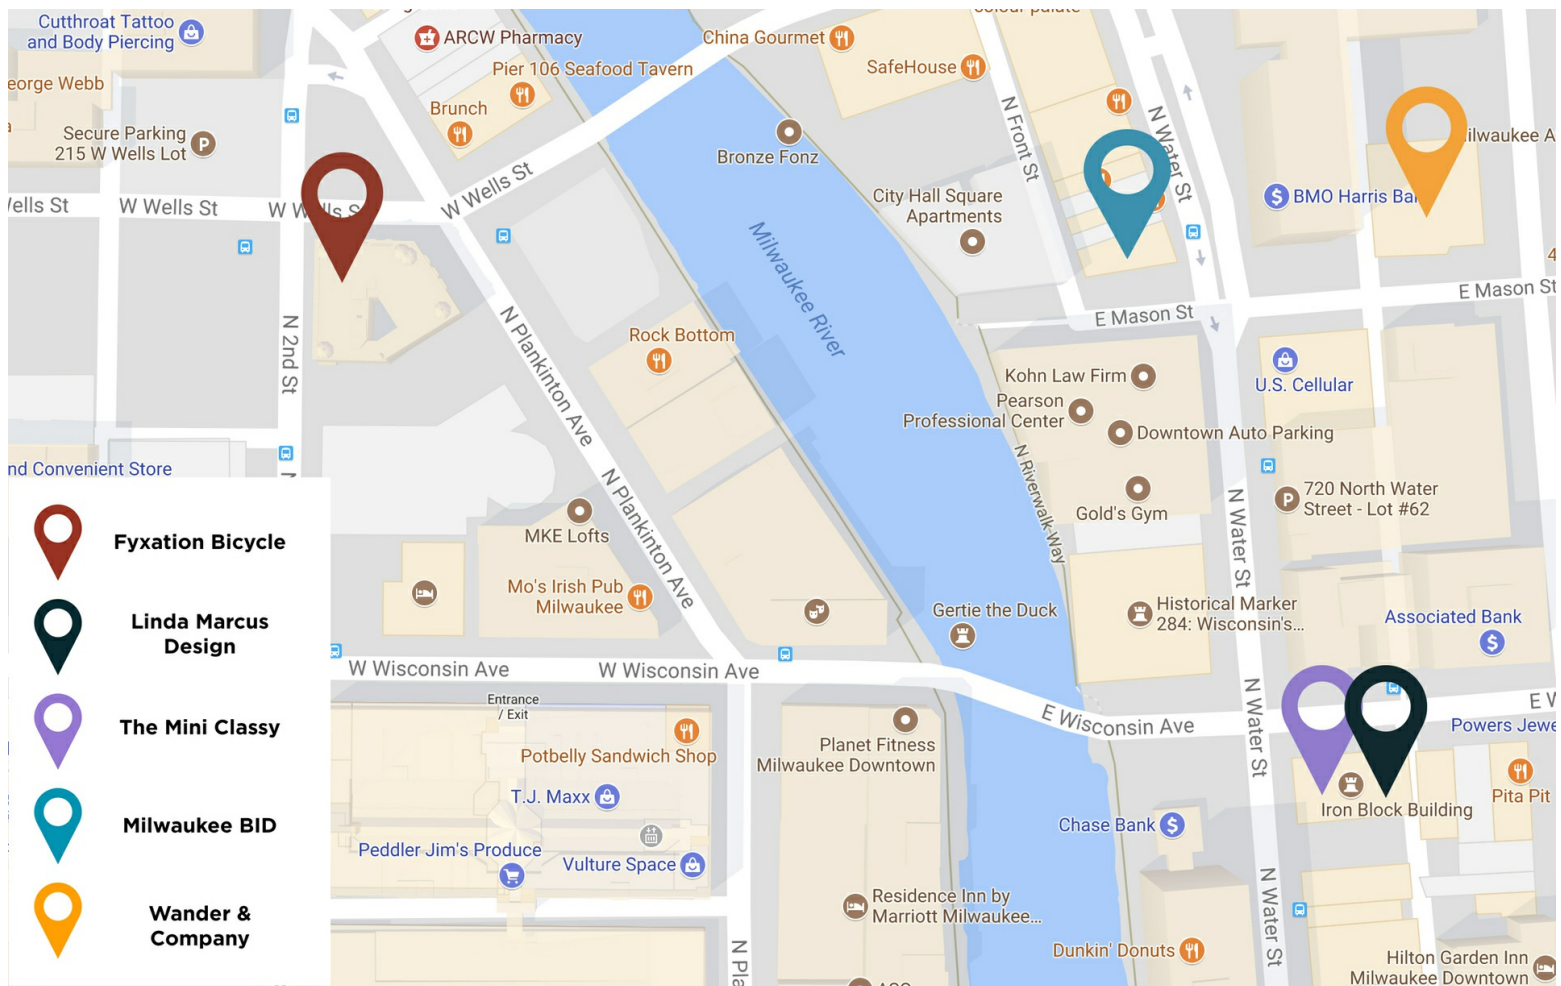 Cutthroat Tattoo
and Body Piercing
ARCW Pharmacy
China Gourmet
SafeHouse
Pier 106 Seafood Tavern
eorge Webb
Brunch
Secure Parking
215 W Wells Lot
P
Bronze Fonz
N Front St
N Water St
ilwaukee A
City Hall Square
Apartments
$ BMO Harris Ba
ells St
W Wells St
W Wells S
W Wells St
Milwaukee River
E Mason St
E Mason St
N 2nd St
N Plankinton Ave
Rock Bottom
Kohn Law Firm
Pearson
Professional Center
Downtown Auto Parking
U.S. Cellular
N Riverwalk Way
nd Convenient Store
N
N Plankinton Ave
MKE Lofts
Gold's Gym
P
720 North Water
Street - Lot #62
N Water St
Mo's Irish Pub
Milwaukee
Gertie the Duck
Historical Marker
284: Wisconsin's...
Associated Bank
$
W Wisconsin Ave
W Wisconsin Ave
E Wisconsin Ave
E W
N Water St
Entrance
/ Exit
Potbelly Sandwich Shop
Planet Fitness
Milwaukee Downtown
Powers Jewe
T.J. Maxx
Pita Pit
Iron Block Building
Chase Bank $
Peddler Jim's Produce
Vulture Space
Residence Inn by
Marriott Milwaukee...
N Water St
Dunkin' Donuts
Hilton Garden Inn
Milwaukee Downtown
N Pla
Fyxation Bicycle
Linda Marcus
Design
The Mini Classy
Milwaukee BID
Wander &
Company